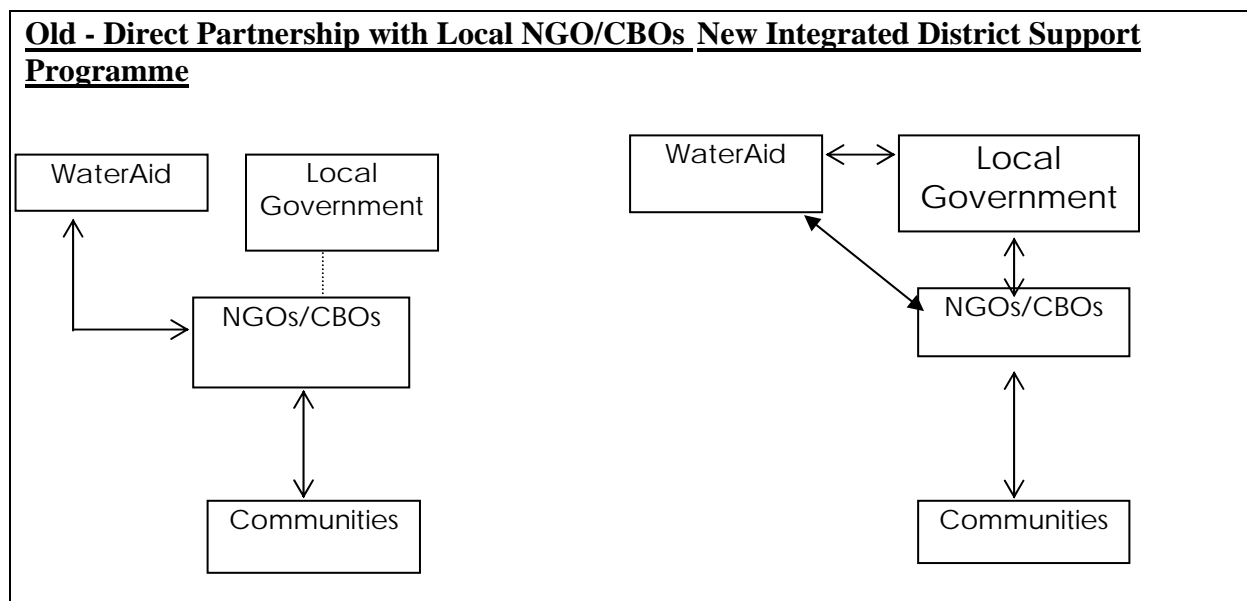 Old - Direct Partnership with Local NGO/CBOs New Integrated District Support
Programme
WaterAid
Local
Government
NGOs/CBOs
Communities
WaterAid
Local
Government
NGOs/CBOs
Communities